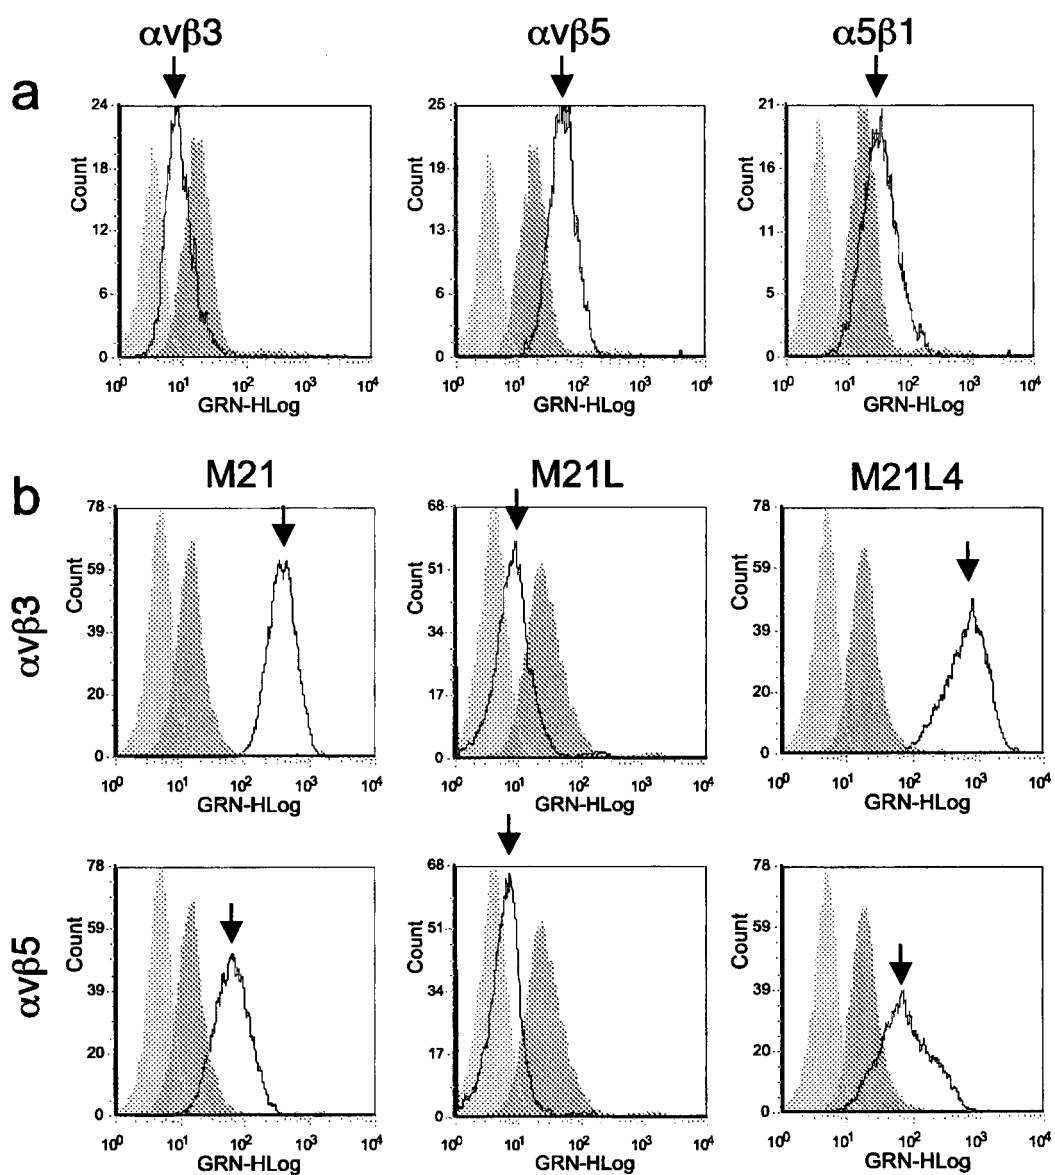 αvβ3 αvβ5 α5β1
a
24 25 21
18 19 16
12 13 11
6 6 5
0 0 0
Count Count Count
10⁰ 10¹ 10² 10³ 10⁴ 10⁰ 10¹ 10² 10³ 10⁴ 10⁰ 10¹ 10² 10³ 10⁴
GRN-HLog GRN-HLog GRN-HLog
b
M21 M21L M21L4
αvβ3
78 68 78
59 51 59
39 34 39
20 17 20
0 0 0
Count Count Count
10⁰ 10¹ 10² 10³ 10⁴ 10⁰ 10¹ 10² 10³ 10⁴ 10⁰ 10¹ 10² 10³ 10⁴
GRN-HLog GRN-HLog GRN-HLog
αvβ5
78 68 78
59 51 59
39 34 39
20 17 20
0 0 0
Count Count Count
10⁰ 10¹ 10² 10³ 10⁴ 10⁰ 10¹ 10² 10³ 10⁴ 10⁰ 10¹ 10² 10³ 10⁴
GRN-HLog GRN-HLog GRN-HLog